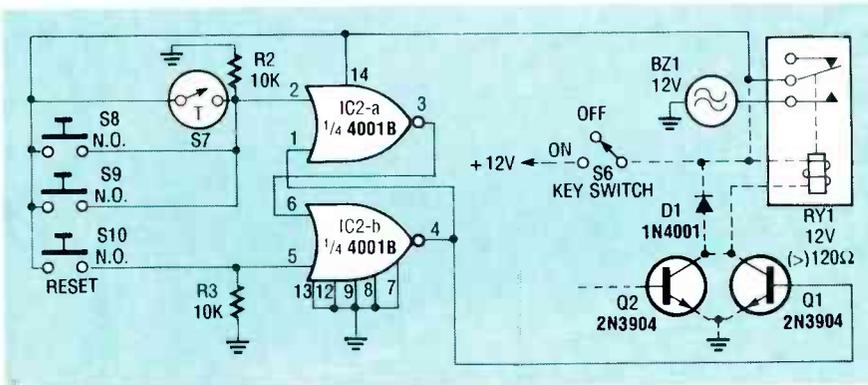 R2
10K
14
BZ1
12V
S7
T
2
3
IC2-a
1/4 4001B
1
S8
N.O.
S9
N.O.
S10
N.O.
RESET
OFF
ON
+12V
S6
KEY SWITCH
6
IC2-b
1/4 4001B
4
5
13
12
9
8
7
R3
10K
D1
1N4001
RY1
12V
(>)120Ω
Q2
2N3904
Q1
2N3904